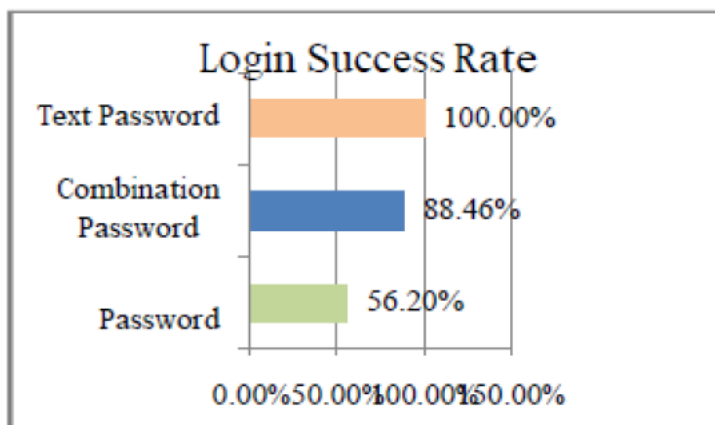 Login Success Rate
Text Password
100.00%
Combination
Password
88.46%
Password
56.20%
0.00% 50.00% 100.00% 150.00%